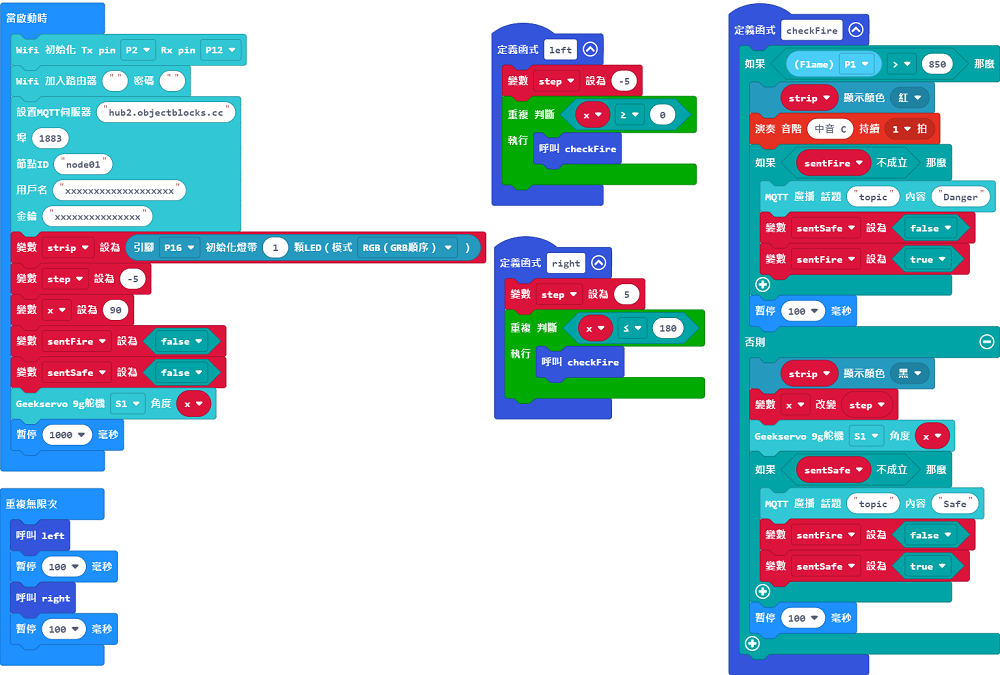 當啟動時
Wifi 初始化 Tx pin P2 Rx pin P12
Wifi 加入路由器 " " 密碼 " "
設置MQTT伺服器 "hub2.objectblocks.cc"
埠 1883
節點ID "node01"
用戶名 "xxxxxxxxxxxxxxxxxxxx"
金鑰 "xxxxxxxxxxxxxxx"
變數 strip 設為 引腳 P16 初始化燈帶 1 顆LED(模式 RGB(GRB順序) )
變數 step 設為 -5
變數 x 設為 90
變數 sentFire 設為 false
變數 sentSafe 設為 false
Geekservo 9g舵機 S1 角度 x
暫停 1000 毫秒
重複無限次
呼叫 left
暫停 100 毫秒
呼叫 right
暫停 100 毫秒
定義函式 left
變數 step 設為 -5
重複 判斷 x ≥ 0
執行 呼叫 checkFire
定義函式 right
變數 step 設為 5
重複 判斷 x ≤ 180
執行 呼叫 checkFire
定義函式 checkFire
如果 (Flame) P1 > 850 那麼
strip 顯示顏色 紅
演奏 音階 中音 C 持續 1 拍
如果 sentFire 不成立 那麼
MQTT 廣播 話題 "topic" 內容 "Danger"
變數 sentSafe 設為 false
變數 sentFire 設為 true
暫停 100 毫秒
否則
strip 顯示顏色 黑
變數 x 改變 step
Geekservo 9g舵機 S1 角度 x
如果 sentSafe 不成立 那麼
MQTT 廣播 話題 "topic" 內容 "Safe"
變數 sentFire 設為 false
變數 sentSafe 設為 true
暫停 100 毫秒